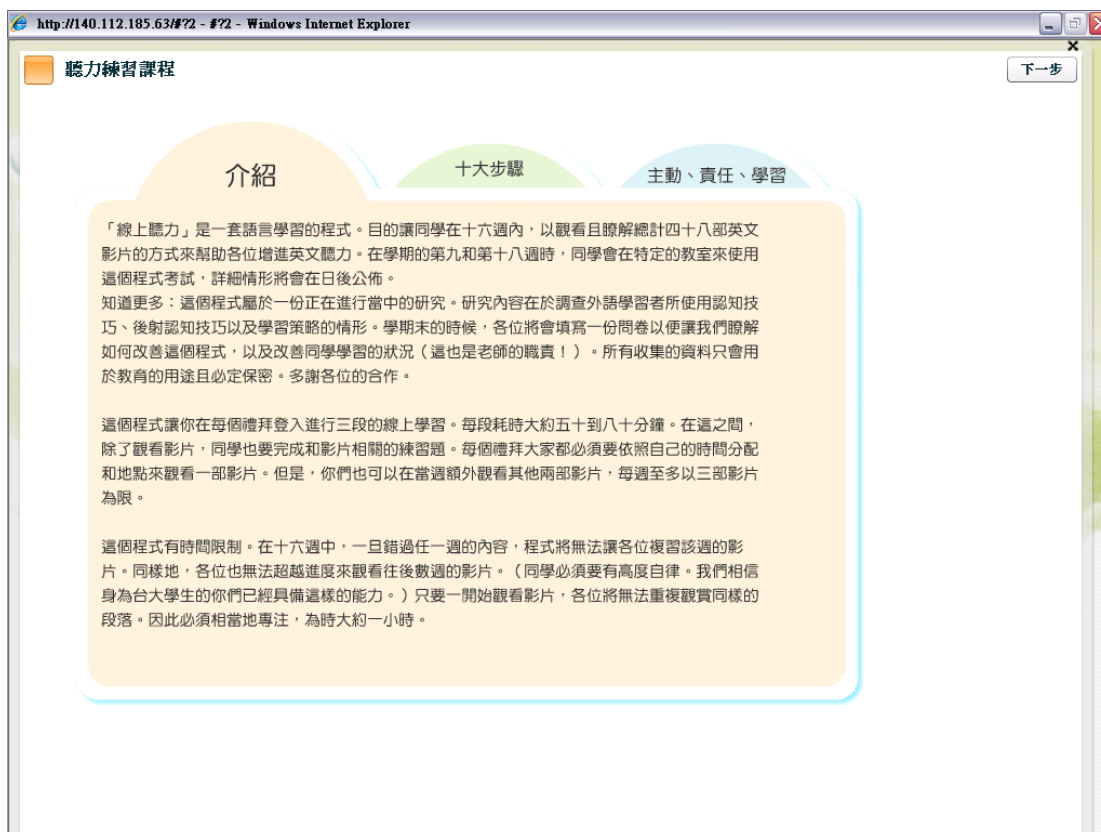 http://140.112.185.63/#?2 - #?2 - Windows Internet Explorer
聽力練習課程
下一步
介紹
十大步驟
主動、責任、學習
「線上聽力」是一套語言學習的程式。目的讓同學在十六週內，以觀看且瞭解總計四十八部英文
影片的方式來幫助各位增進英文聽力。在學期的第九和第十八週時，同學會在特定的教室來使用
這個程式考試，詳細情形將會在日後公佈。
知道更多：這個程式屬於一份正在進行當中的研究。研究內容在於調查外語學習者所使用認知技
巧、後射認知技巧以及學習策略的情形。學期末的時候，各位將會填寫一份問卷以便讓我們瞭解
如何改善這個程式，以及改善同學學習的狀況（這也是老師的職責！）。所有收集的資料只會用
於教育的用途且必定保密。多謝各位的合作。
這個程式讓你在每個禮拜登入進行三段的線上學習。每段耗時大約五十到八十分鐘。在這之間，
除了觀看影片，同學也要完成和影片相關的練習題。每個禮拜大家都必須要依照自己的時間分配
和地點來觀看一部影片。但是，你們也可以在當週額外觀看其他兩部影片，每週至多以三部影片
為限。
這個程式有時間限制。在十六週中，一旦錯過任一週的內容，程式將無法讓各位複習該週的影
片。同樣地，各位也無法超越進度來觀看往後數週的影片。（同學必須要有高度自律。我們相信
身為台大學生的你們已經具備這樣的能力。）只要一開始觀看影片，各位將無法重複觀賞同樣的
段落。因此必須相當地專注，為時大約一小時。